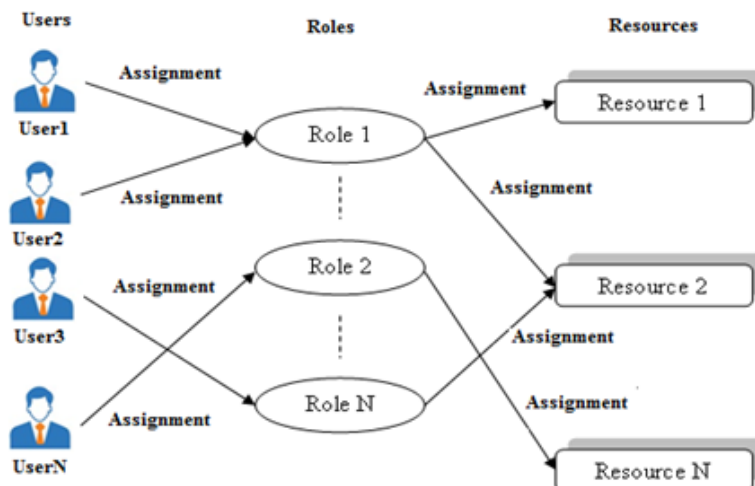 Users
Roles
Resources
Assignment
Assignment
Resource 1
User1
Role 1
Assignment
Assignment
User2
Role 2
Assignment
Resource 2
User3
Assignment
Role N
Assignment
Assignment
UserN
Resource N